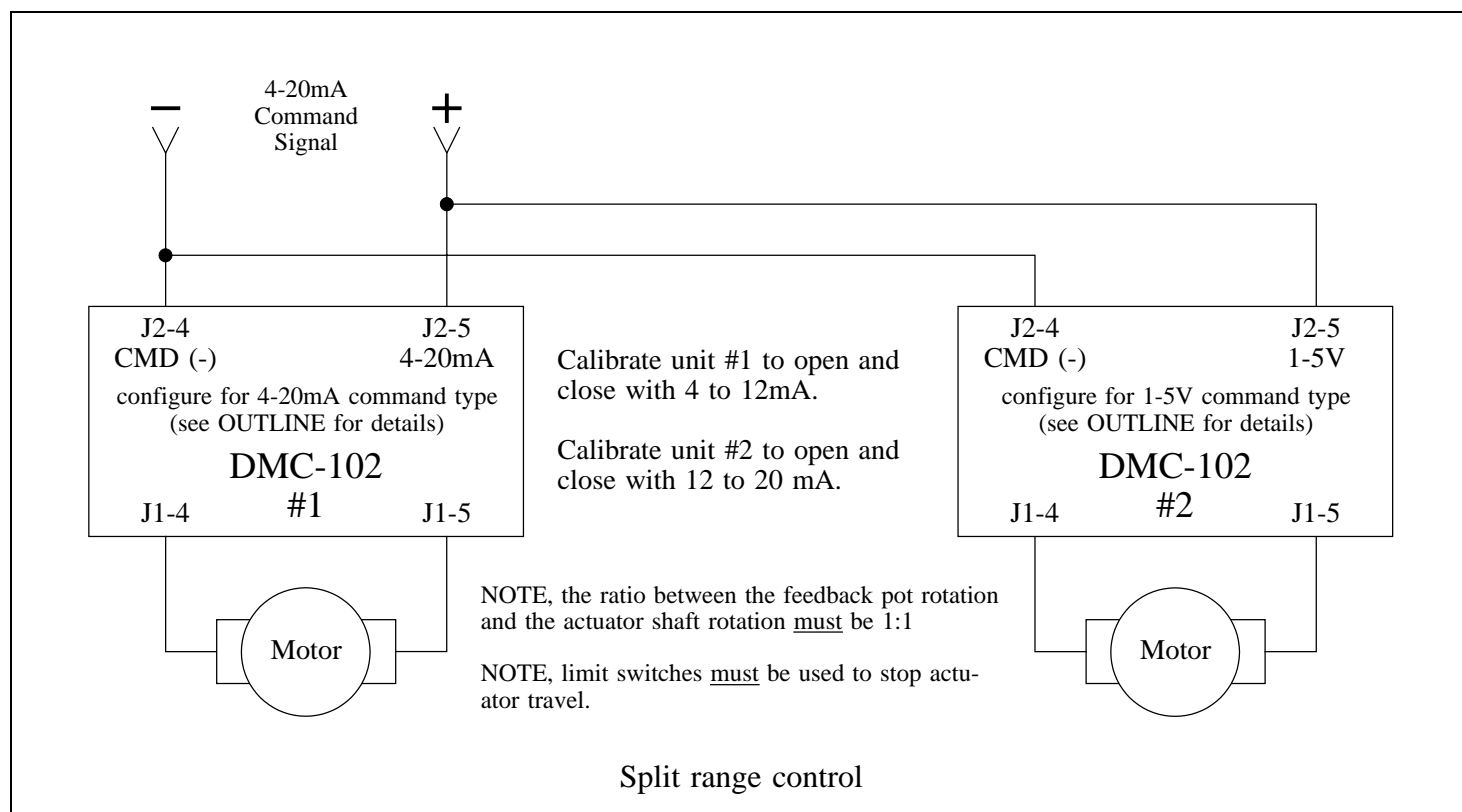 4-20mA
Command
Signal
−
+
J2-4
J2-5
CMD (-)
4-20mA
configure for 4-20mA command type
(see OUTLINE for details)
DMC-102
#1
J1-4
J1-5
Motor
Calibrate unit #1 to open and
close with 4 to 12mA.
Calibrate unit #2 to open and
close with 12 to 20 mA.
J2-4
J2-5
CMD (-)
1-5V
configure for 1-5V command type
(see OUTLINE for details)
DMC-102
#2
J1-4
J1-5
Motor
NOTE, the ratio between the feedback pot rotation
and the actuator shaft rotation must be 1:1
NOTE, limit switches must be used to stop actu-
ator travel.
Split range control